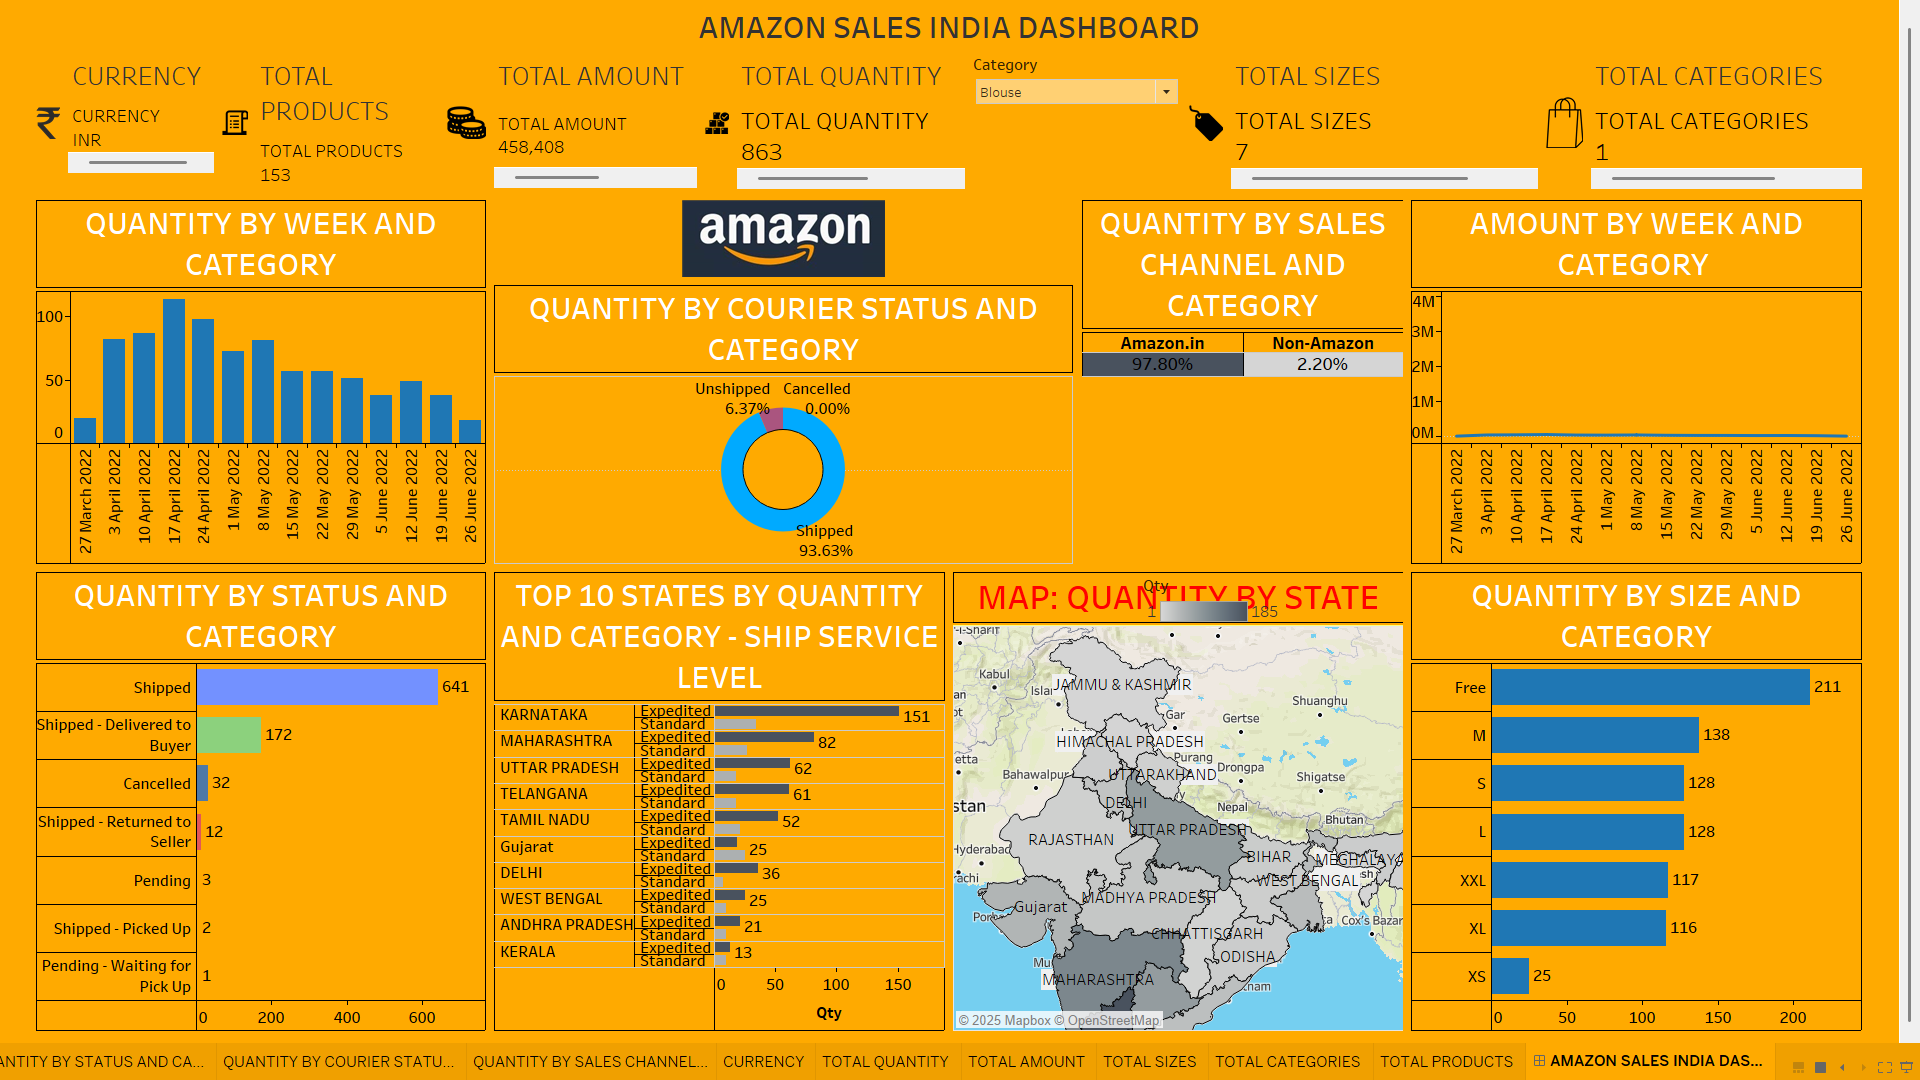 AMAZON SALES INDIA DASHBOARD
CURRENCY
CURRENCY
INR
TOTAL
PRODUCTS
TOTAL PRODUCTS
153
TOTAL AMOUNT
TOTAL AMOUNT
458,408
TOTAL QUANTITY
TOTAL QUANTITY
863
Category
Blouse
TOTAL SIZES
TOTAL SIZES
7
TOTAL CATEGORIES
TOTAL CATEGORIES
1
QUANTITY BY WEEK AND
CATEGORY
100
50
0
27 March 2022
3 April 2022
10 April 2022
17 April 2022
24 April 2022
1 May 2022
8 May 2022
15 May 2022
22 May 2022
29 May 2022
5 June 2022
12 June 2022
19 June 2022
26 June 2022
amazon
QUANTITY BY COURIER STATUS AND
CATEGORY
Unshipped
6.37%
Cancelled
0.00%
Shipped
93.63%
QUANTITY BY SALES
CHANNEL AND
CATEGORY
Amazon.in Non-Amazon
97.80% 2.20%
AMOUNT BY WEEK AND
CATEGORY
4M
3M
2M
1M
0M
27 March 2022
3 April 2022
10 April 2022
17 April 2022
24 April 2022
1 May 2022
8 May 2022
15 May 2022
22 May 2022
29 May 2022
5 June 2022
12 June 2022
19 June 2022
26 June 2022
QUANTITY BY STATUS AND
CATEGORY
Shipped 641
Shipped - Delivered to
Buyer 172
Cancelled 32
Shipped - Returned to
Seller 12
Pending 3
Shipped - Picked Up 2
Pending - Waiting for
Pick Up 1
0 200 400 600
TOP 10 STATES BY QUANTITY
AND CATEGORY - SHIP SERVICE
LEVEL
KARNATAKA Expedited 151
Standard
MAHARASHTRA Expedited 82
Standard
UTTAR PRADESH Expedited 62
Standard
TELANGANA Expedited 61
Standard
TAMIL NADU Expedited 52
Standard
Gujarat Expedited 25
Standard
DELHI Expedited 36
Standard
WEST BENGAL Expedited 25
Standard
ANDHRA PRADESH Expedited 21
Standard
KERALA Expedited 13
Standard
0 50 100 150
Qty
MAP: QUANTITY BY STATE
Qty
1 185
l-Sharif
Kabul
Islar
JAMMU & KASHMIR
an
Shuanghu
ot
Gar
Gertse
HIMACHAL PRADESH
Purang
etta
Bahawalpur
UTTARAKHAND
Drongpa
Shigatse
stan
DELHI
Nepal
Bhutan
UTTAR PRADESH
RAJASTHAN
Hyderabad
BIHAR
MEGHALAYA
rachi
WEST BENGAL
sh
MADHYA PRADESH
Gujarat
Porb
ta
Cox's Bazar
CHHATTISGARH
Mu
ODISHA
MAHARASHTRA
nam
© 2025 Mapbox © OpenStreetMap
QUANTITY BY SIZE AND
CATEGORY
Free 211
M 138
S 128
L 128
XXL 117
XL 116
XS 25
0 50 100 150 200
ANTITY BY STATUS AND CA...
QUANTITY BY COURIER STATU...
QUANTITY BY SALES CHANNEL...
CURRENCY
TOTAL QUANTITY
TOTAL AMOUNT
TOTAL SIZES
TOTAL CATEGORIES
TOTAL PRODUCTS
AMAZON SALES INDIA DAS...